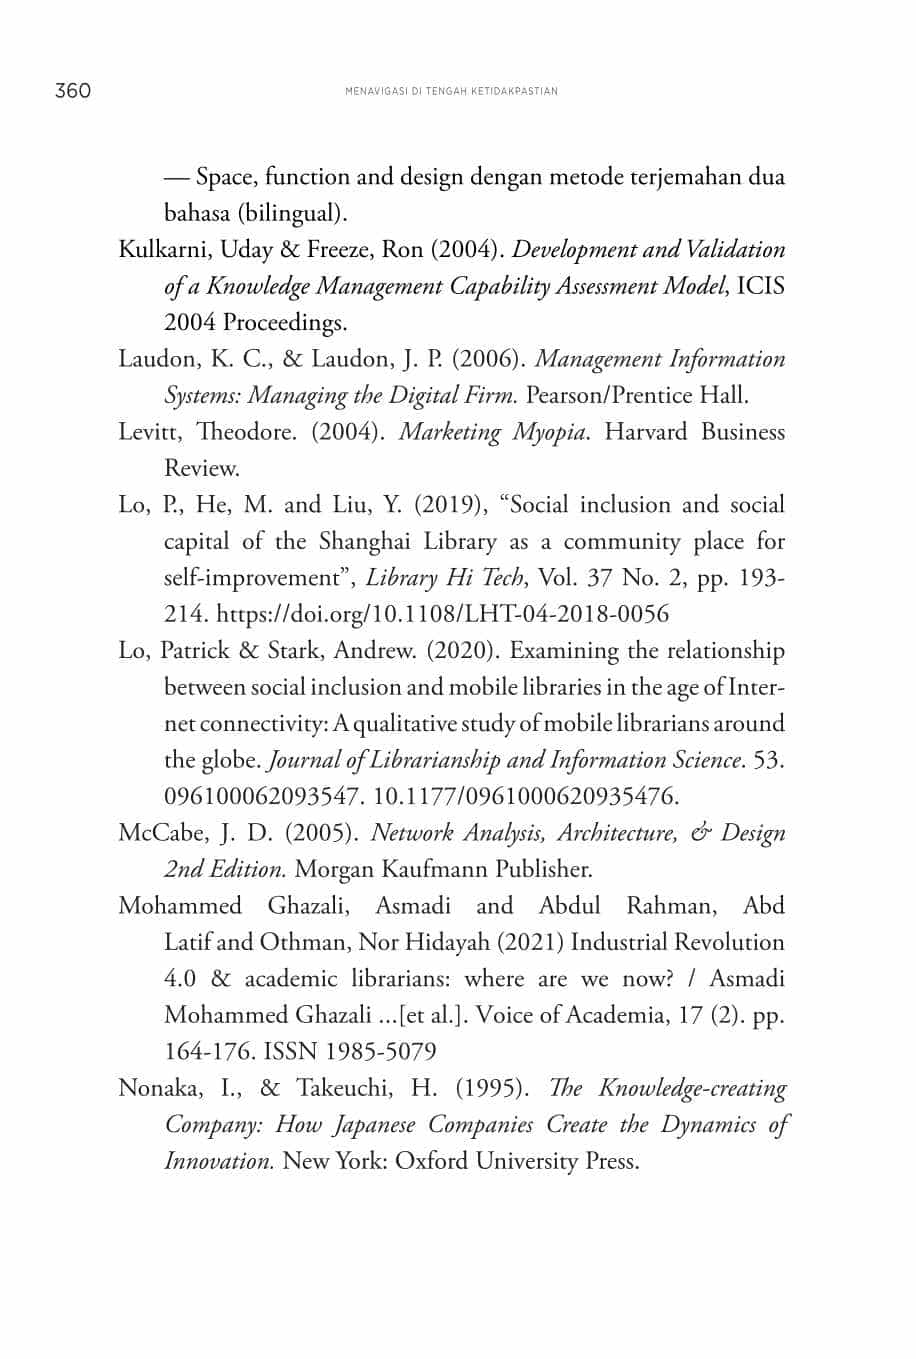 360
MENAVIGASI DI TENGAH KETIDAKPASTIAN
— Space, function and design dengan metode terjemahan dua
bahasa (bilingual).
Kulkarni, Uday & Freeze, Ron (2004). Development and Validation
of a Knowledge Management Capability Assessment Model, ICIS
2004 Proceedings.
Laudon, K. C., & Laudon, J. P. (2006). Management Information
Systems: Managing the Digital Firm. Pearson/Prentice Hall.
Levitt, Theodore. (2004). Marketing Myopia. Harvard Business
Review.
Lo, P., He, M. and Liu, Y. (2019), “Social inclusion and social
capital of the Shanghai Library as a community place for
self-improvement”, Library Hi Tech, Vol. 37 No. 2, pp. 193-
214. https://doi.org/10.1108/LHT-04-2018-0056
Lo, Patrick & Stark, Andrew. (2020). Examining the relationship
between social inclusion and mobile libraries in the age of Inter-
net connectivity: A qualitative study of mobile librarians around
the globe. Journal of Librarianship and Information Science. 53.
096100062093547. 10.1177/0961000620935476.
McCabe, J. D. (2005). Network Analysis, Architecture, & Design
2nd Edition. Morgan Kaufmann Publisher.
Mohammed Ghazali, Asmadi and Abdul Rahman, Abd
Latif and Othman, Nor Hidayah (2021) Industrial Revolution
4.0 & academic librarians: where are we now? / Asmadi
Mohammed Ghazali ...[et al.]. Voice of Academia, 17 (2). pp.
164-176. ISSN 1985-5079
Nonaka, I., & Takeuchi, H. (1995). The Knowledge-creating
Company: How Japanese Companies Create the Dynamics of
Innovation. New York: Oxford University Press.